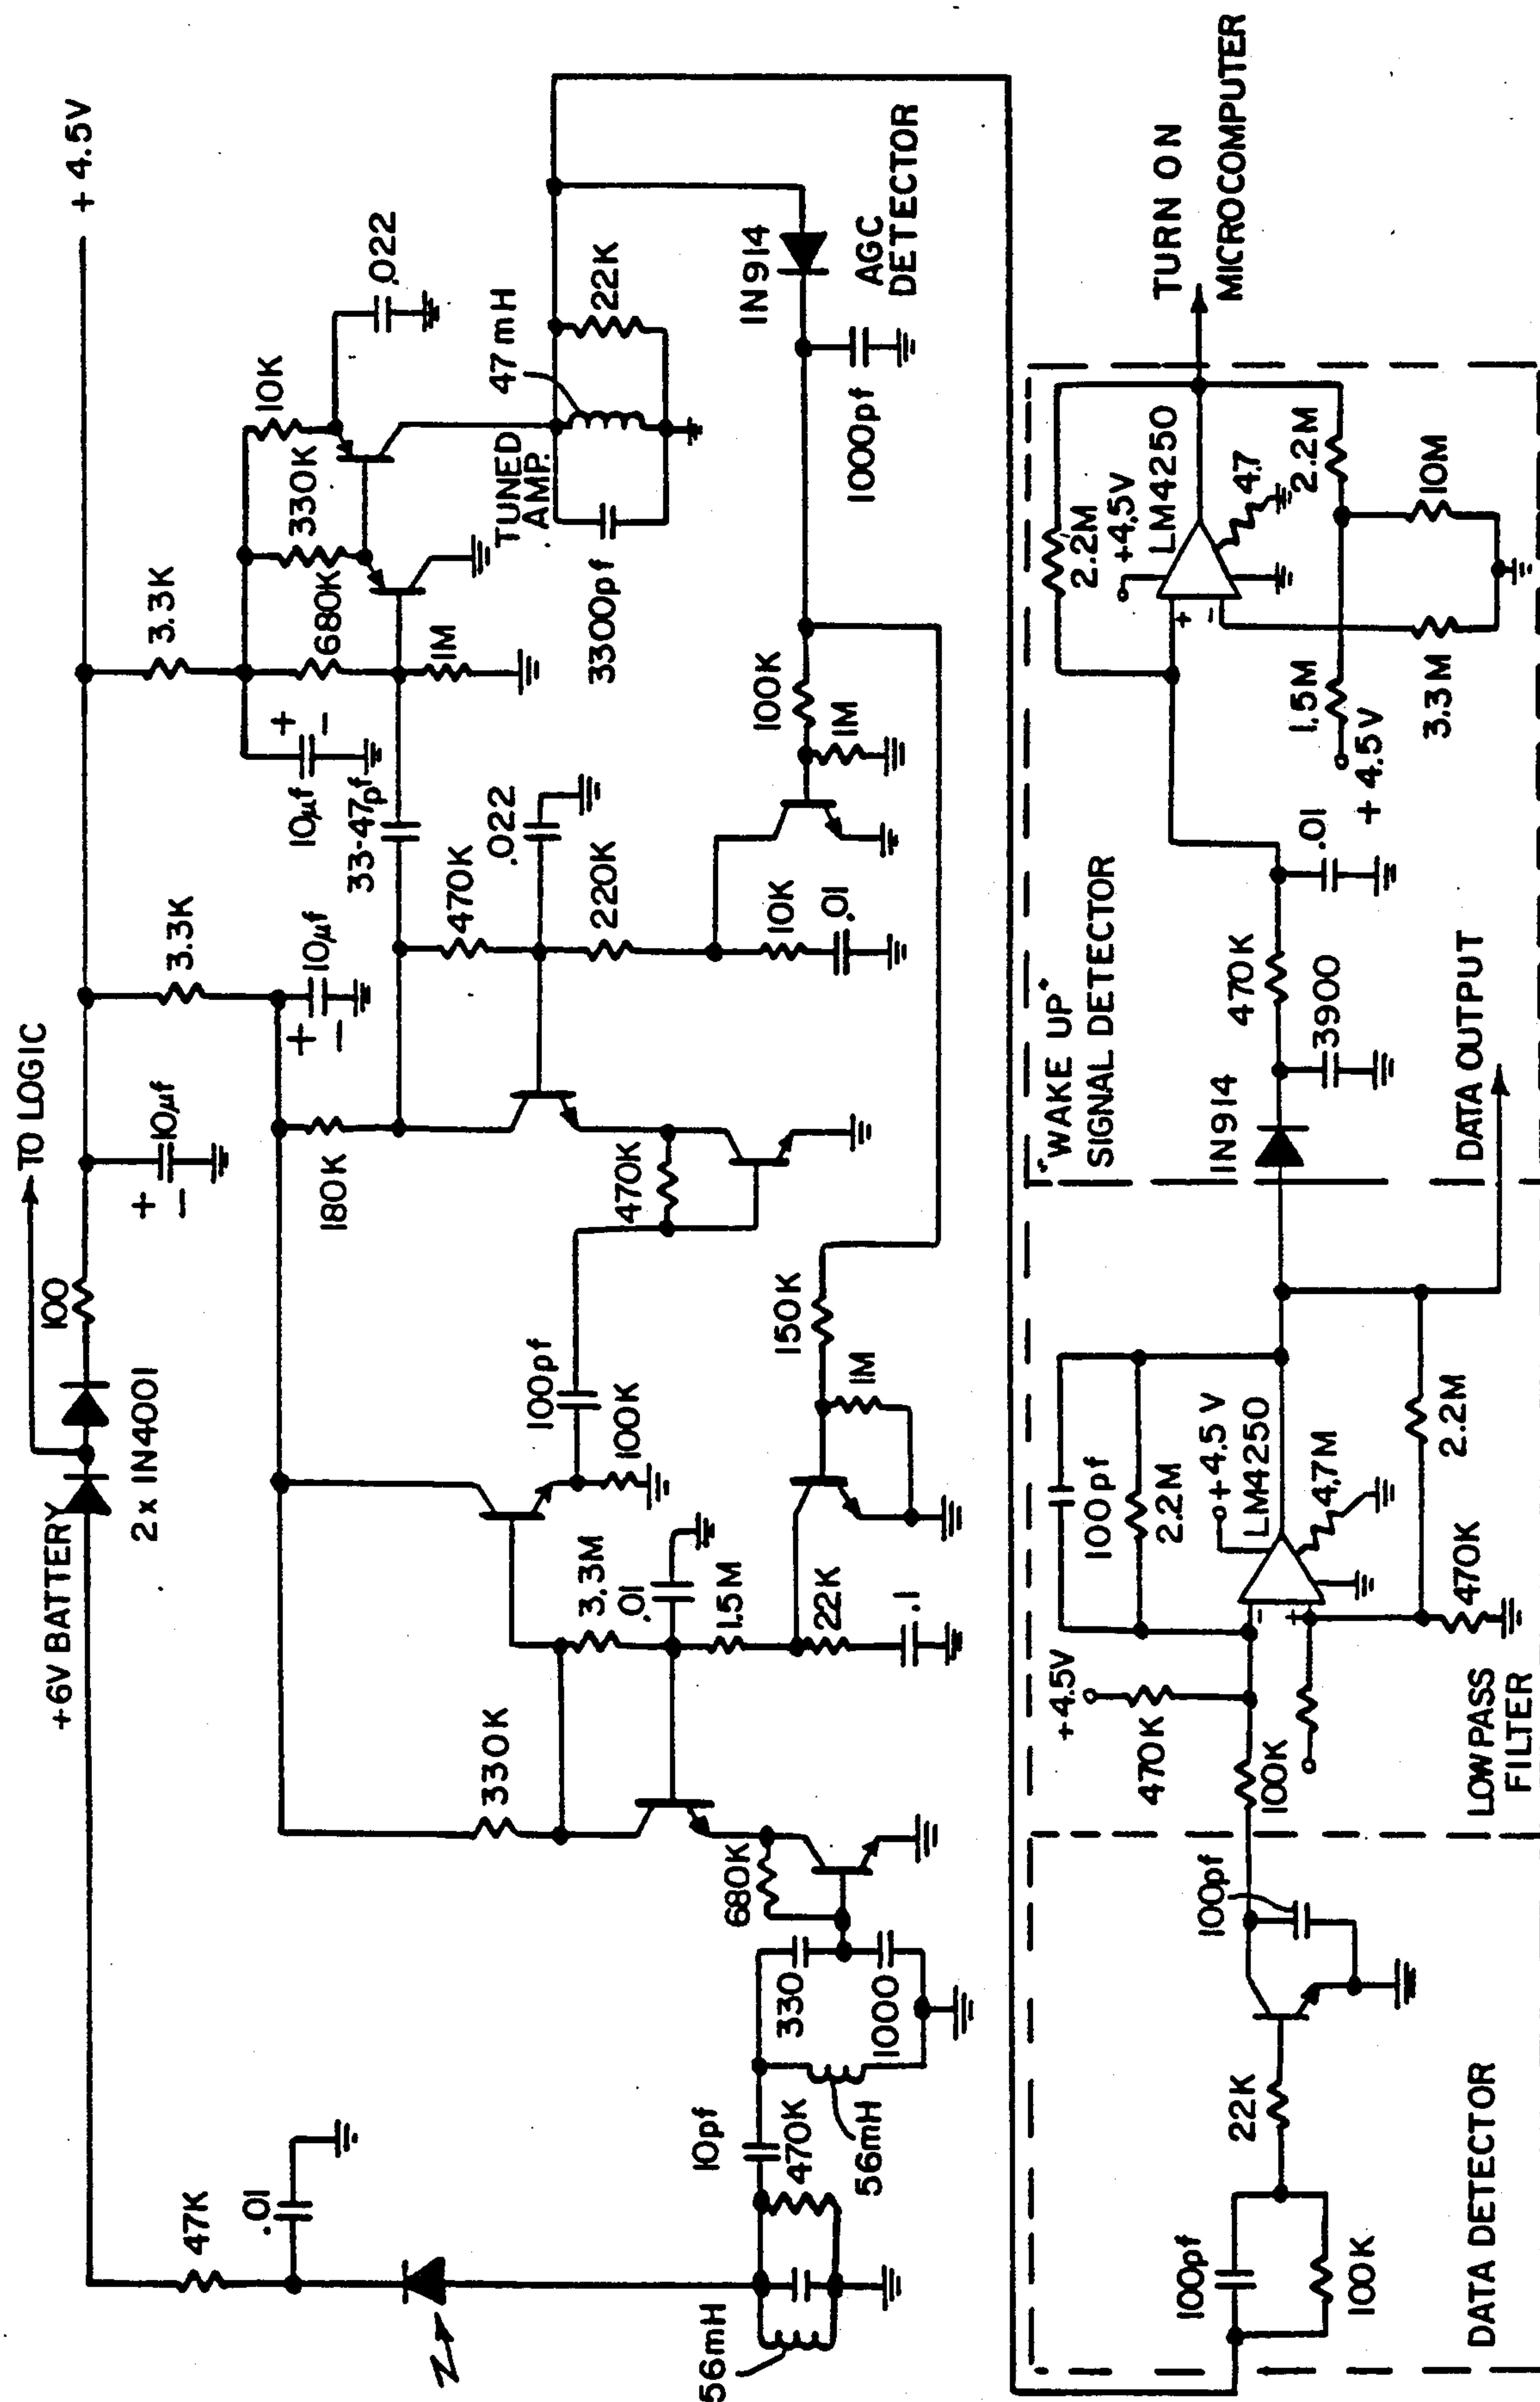 TO LOGIC
+6V BATTERY
2 x IN4001
100
+
10µf
−
+ 4.5V
3.3K
3.3K
+
10µf
−
10µf
+
−
680K
1M
330K
10K
.022
47K
.01
330K
180K
33-47pf
470K
.022
220K
10K
.01
TUNED
AMP.
47 mH
22K
3300pf
IN914
AGC
DETECTOR
1000pf
100K
1M
100pf
100K
470K
3.3M
.01
1.5M
22K
.1
150K
1M
680K
10pf
470K
56mH
56mH
330
1000
"WAKE UP"
SIGNAL DETECTOR
TURN ON
MICROCOMPUTER
2.2M
+4.5V
LM4250
+
−
47
2.2M
10M
1.5M
+ 4.5V
3.3M
470K
3900
.01
IN914
DATA OUTPUT
100pf
2.2M
+4.5 V
LM4250
4.7M
−
+
2.2M
470K
+4.5V
470K
100K
LOW PASS
FILTER
100pf
22K
100pf
100K
DATA DETECTOR